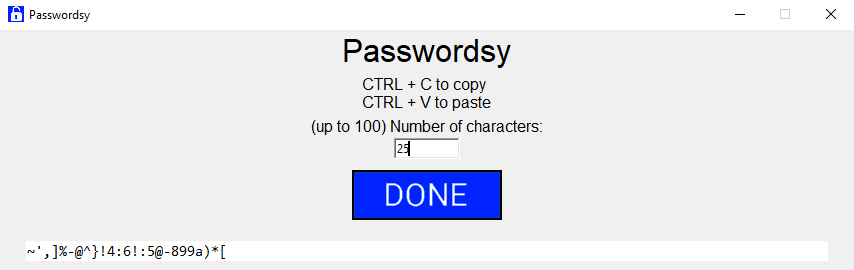 Passwordsy
Passwordsy
CTRL + C to copy
CTRL + V to paste
(up to 100) Number of characters:
25
DONE
~',]%-@^}!4:6!:5@-899a)*[